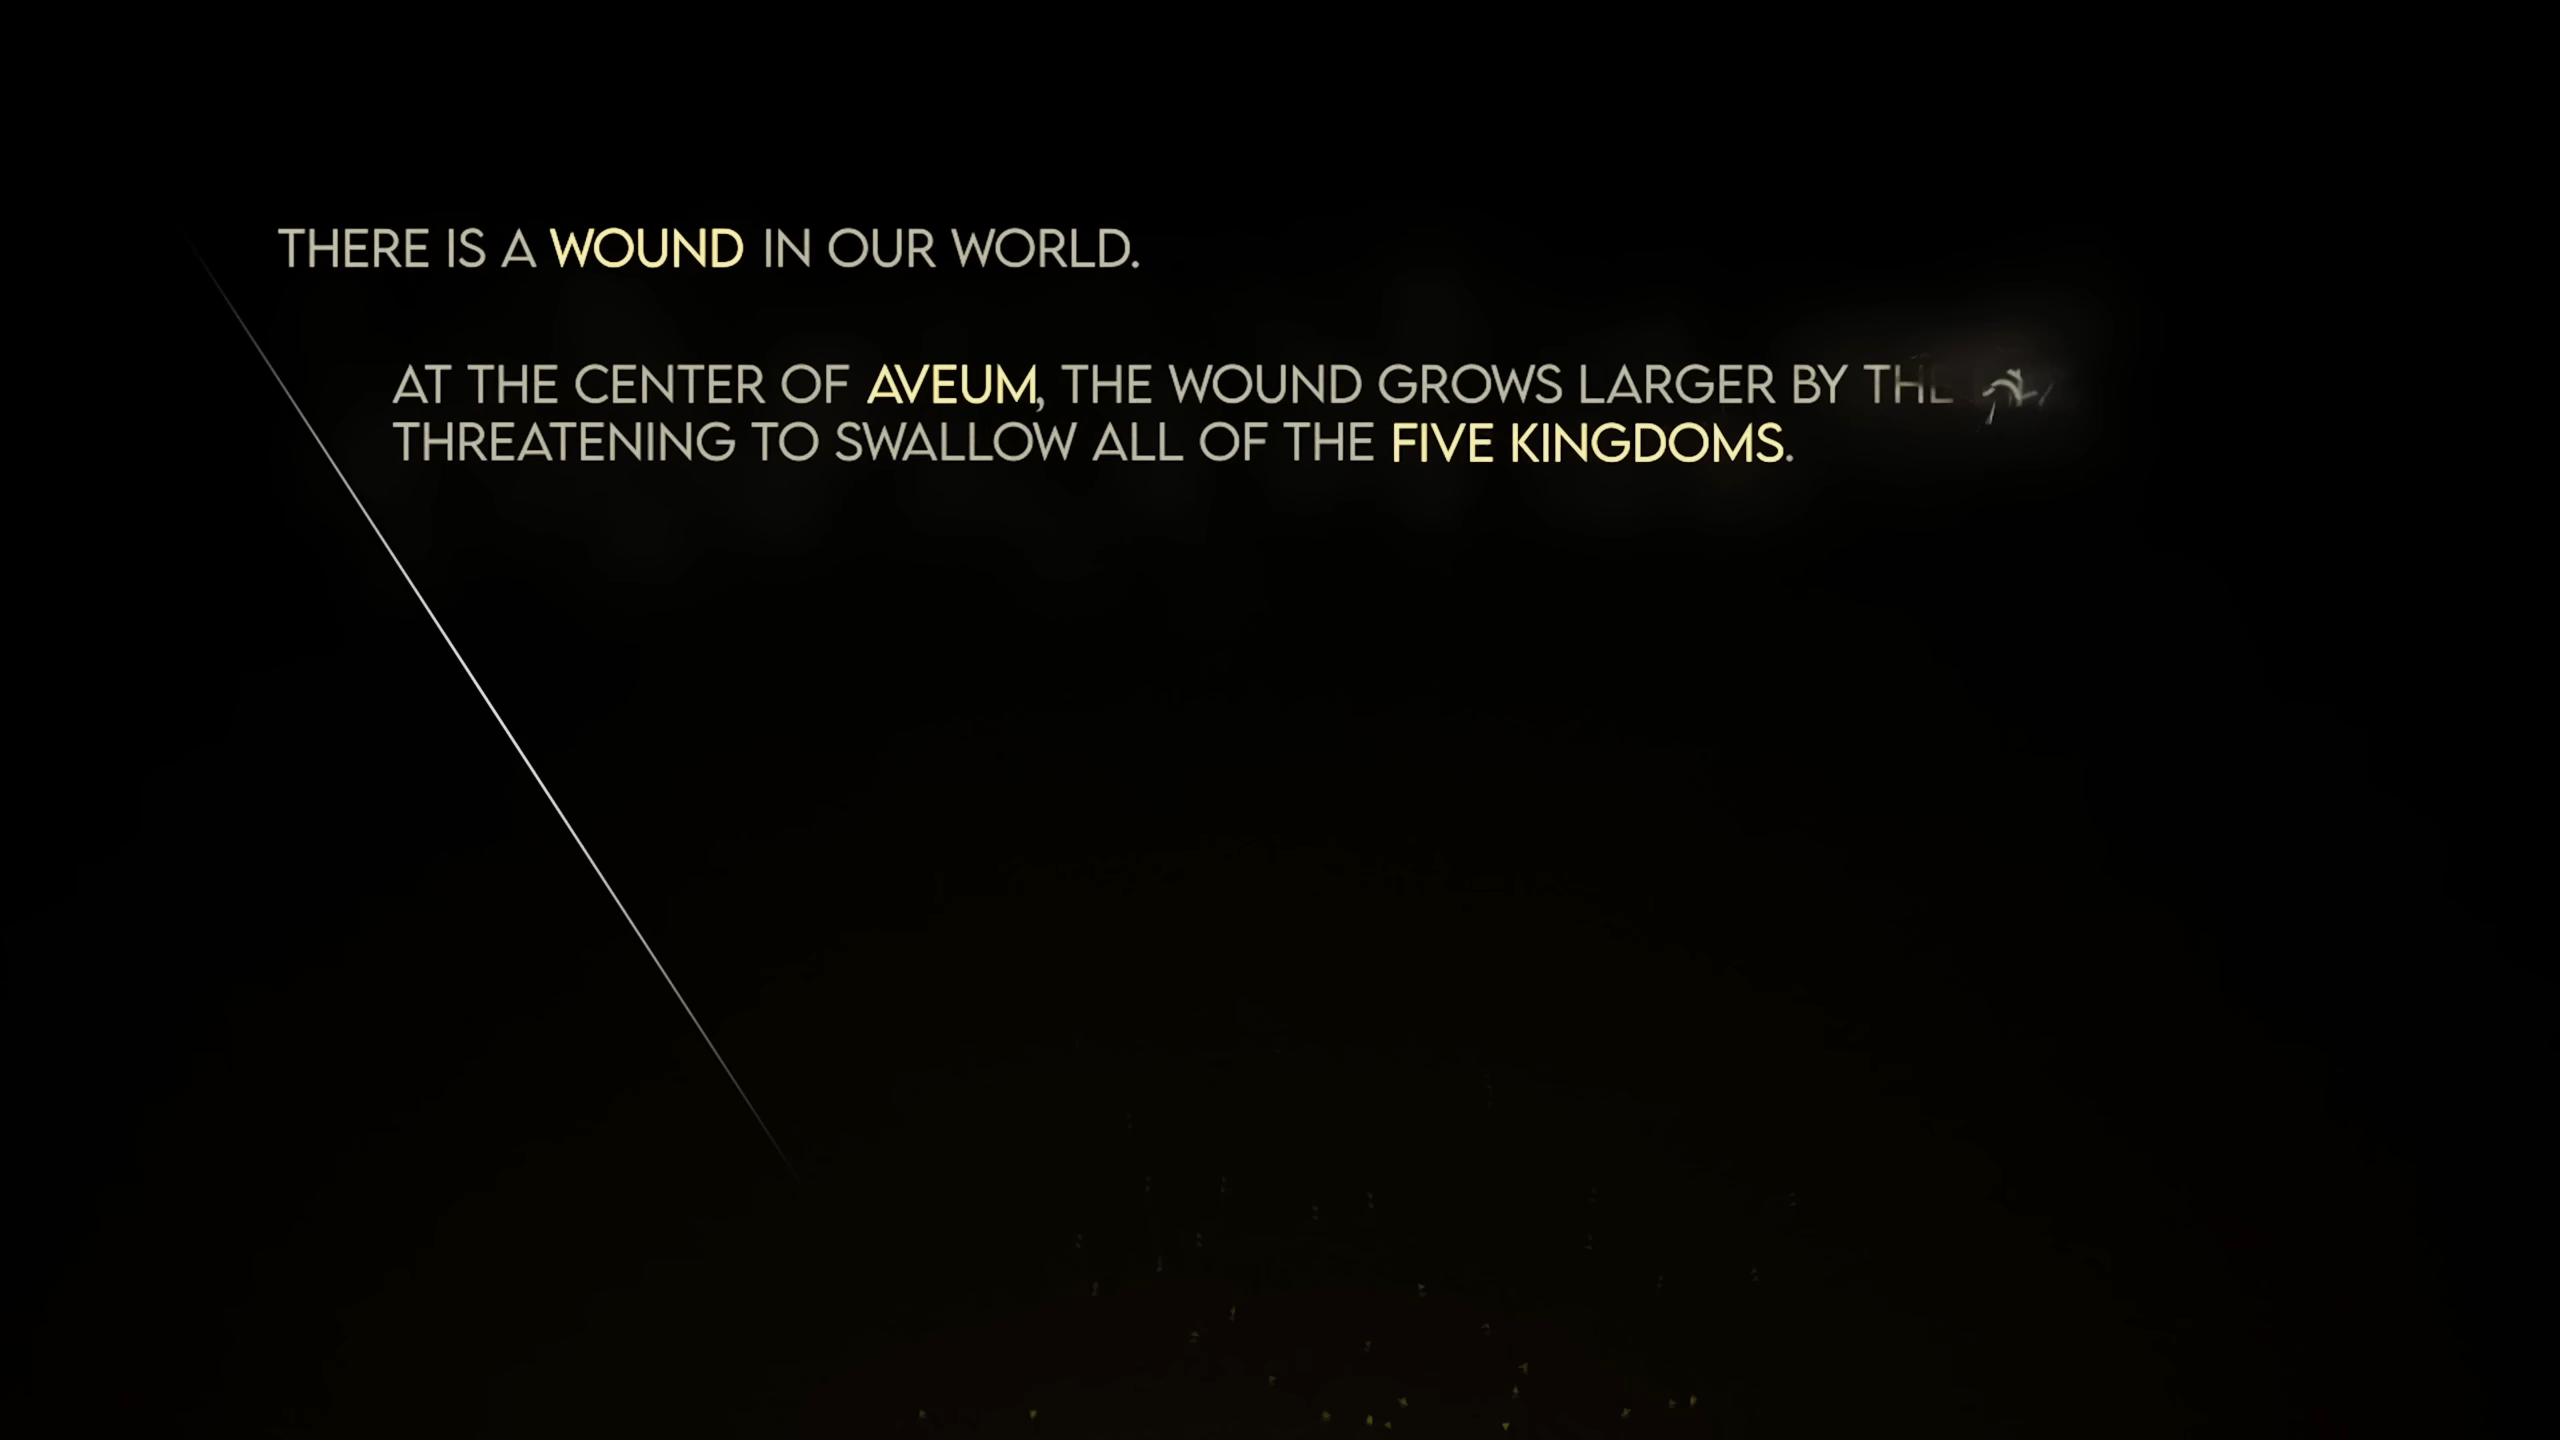 THERE IS A WOUND IN OUR WORLD.
AT THE CENTER OF AVEUM, THE WOUND GROWS LARGER BY THE
THREATENING TO SWALLOW ALL OF THE FIVE KINGDOMS.